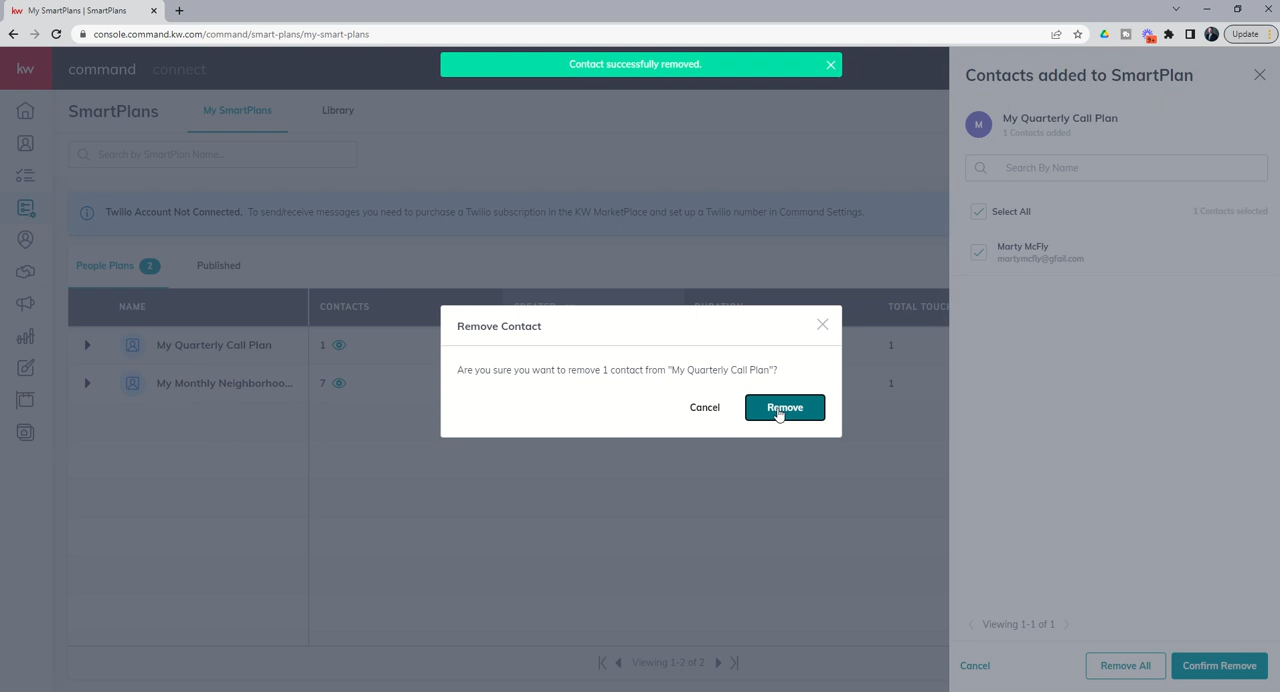 kw My SmartPlans | SmartPlans
console.command.kw.com/command/smart-plans/my-smart-plans
9+
Update
kw
command connect
Contact successfully removed.
SmartPlans
My SmartPlans
Library
Search by SmartPlan Name...
Twilio Account Not Connected. To send/receive messages you need to purchase a Twilio subscription in the KW MarketPlace and set up a Twilio number in Command Settings.
People Plans 2
Published
NAME CONTACTS CREATED DURATION TOTAL TOUCH
My Quarterly Call Plan 1 1
My Monthly Neighborhoo... 7 1
Viewing 1-2 of 2
Remove Contact
Are you sure you want to remove 1 contact from "My Quarterly Call Plan"?
Cancel Remove
Contacts added to SmartPlan
M
My Quarterly Call Plan
1 Contacts added
Search By Name
Select All 1 Contacts selected
Marty McFly
martymcfly@gfail.com
Viewing 1-1 of 1
Cancel Remove All Confirm Remove